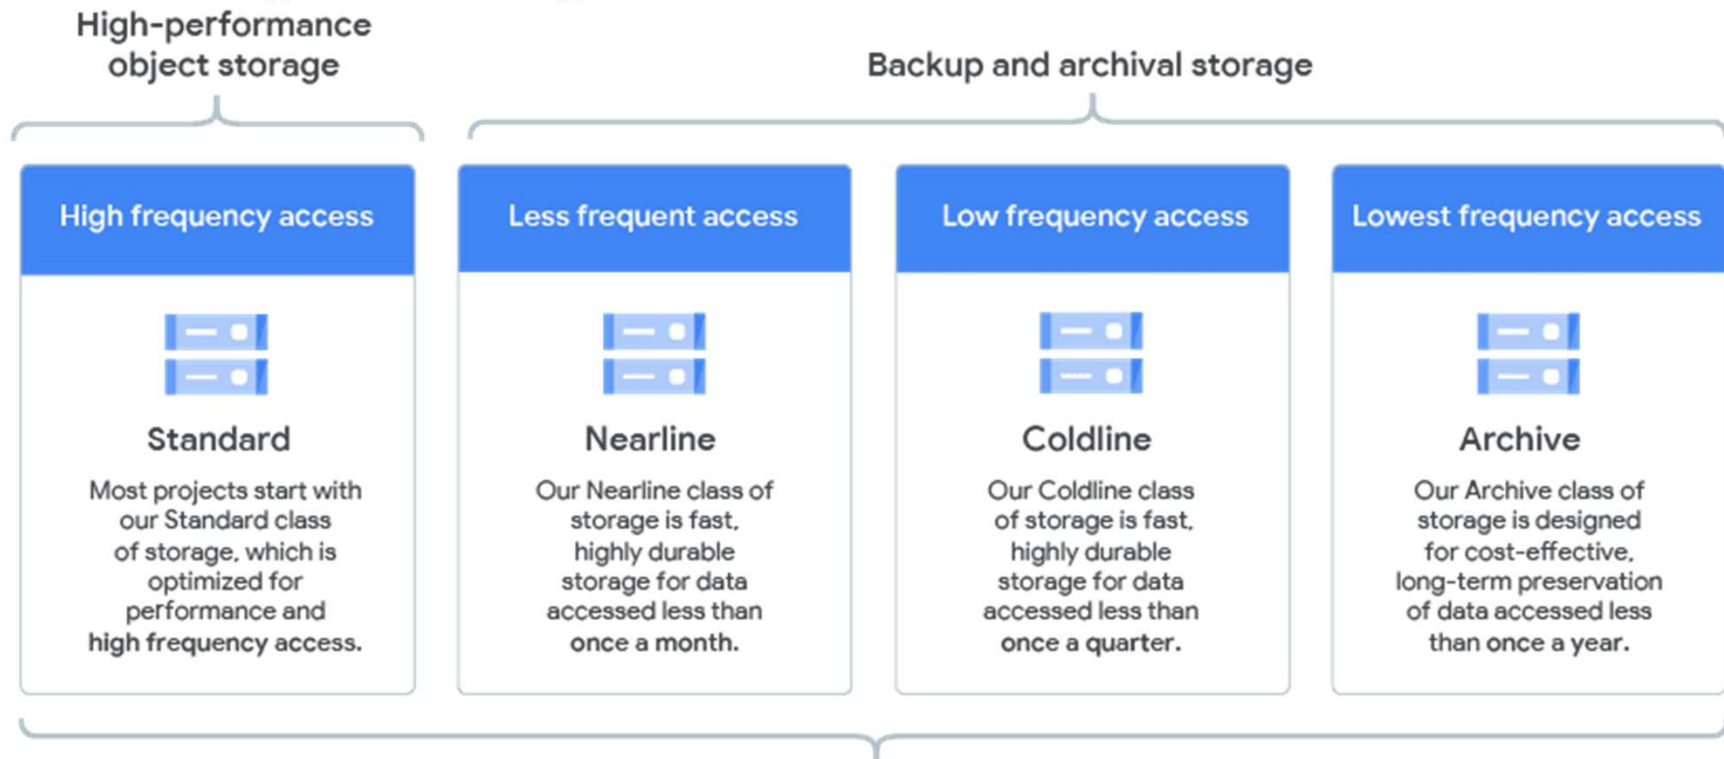 High-performance
object storage
Backup and archival storage
High frequency access
Standard
Most projects start with
our Standard class
of storage, which is
optimized for
performance and
high frequency access.
Less frequent access
Nearline
Our Nearline class of
storage is fast,
highly durable
storage for data
accessed less than
once a month.
Low frequency access
Coldline
Our Coldline class
of storage is fast,
highly durable
storage for data
accessed less than
once a quarter.
Lowest frequency access
Archive
Our Archive class of
storage is designed
for cost-effective,
long-term preservation
of data accessed less
than once a year.